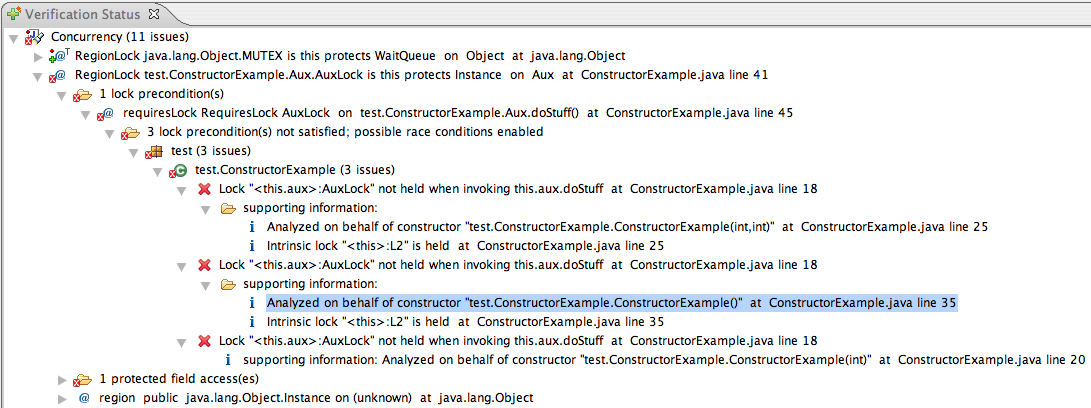 Verification Status
Concurrency (11 issues)
RegionLock java.lang.Object.MUTEX is this protects WaitQueue on Object at java.lang.Object
RegionLock test.ConstructorExample.Aux.AuxLock is this protects Instance on Aux at ConstructorExample.java line 41
1 lock precondition(s)
requiresLock RequiresLock AuxLock on test.ConstructorExample.Aux.doStuff() at ConstructorExample.java line 45
3 lock precondition(s) not satisfied; possible race conditions enabled
test (3 issues)
test.ConstructorExample (3 issues)
Lock "<this.aux>:AuxLock" not held when invoking this.aux.doStuff at ConstructorExample.java line 18
supporting information:
Analyzed on behalf of constructor "test.ConstructorExample.ConstructorExample(int,int)" at ConstructorExample.java line 25
Intrinsic lock "<this>:L2" is held at ConstructorExample.java line 25
Lock "<this.aux>:AuxLock" not held when invoking this.aux.doStuff at ConstructorExample.java line 18
supporting information:
Analyzed on behalf of constructor "test.ConstructorExample.ConstructorExample()" at ConstructorExample.java line 35
Intrinsic lock "<this>:L2" is held at ConstructorExample.java line 35
Lock "<this.aux>:AuxLock" not held when invoking this.aux.doStuff at ConstructorExample.java line 18
supporting information: Analyzed on behalf of constructor "test.ConstructorExample.ConstructorExample(int)" at ConstructorExample.java line 20
1 protected field access(es)
region public java.lang.Object.Instance on (unknown) at java.lang.Object